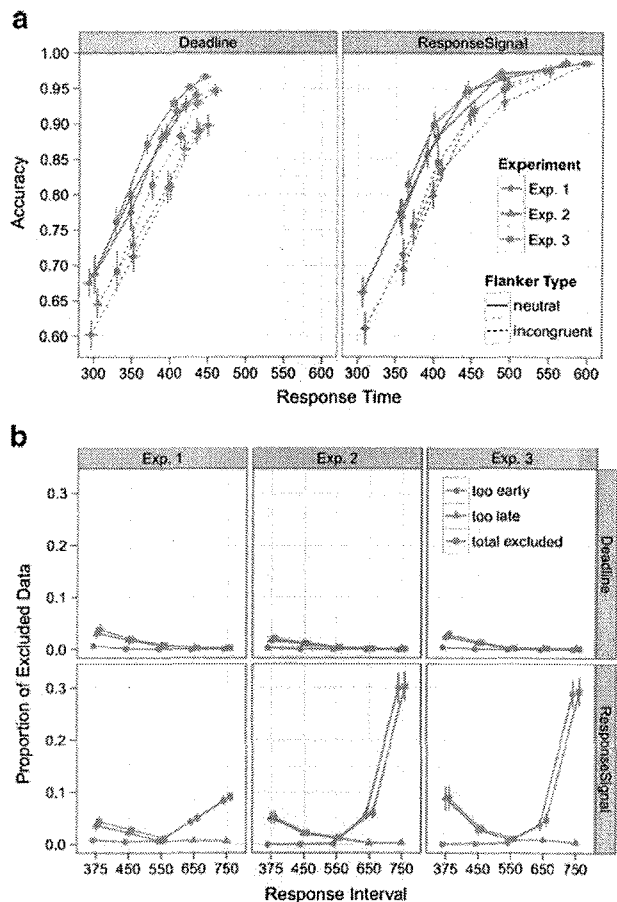 a
Deadline
ResponseSignal
1.00
0.95
0.90
0.85
0.80
0.75
0.70
0.65
0.60
Accuracy
Experiment
Exp. 1
Exp. 2
Exp. 3
Flanker Type
neutral
incongruent
300 350 400 450 500 550 600
300 350 400 450 500 550 600
Response Time
b
Exp. 1
Exp. 2
Exp. 3
0.3
0.2
0.1
0.0
too early
too late
total excluded
Deadline
Proportion of Excluded Data
0.3
0.2
0.1
0.0
ResponseSignal
375 450 550 650 750
375 450 550 650 750
375 450 550 650 750
Response Interval